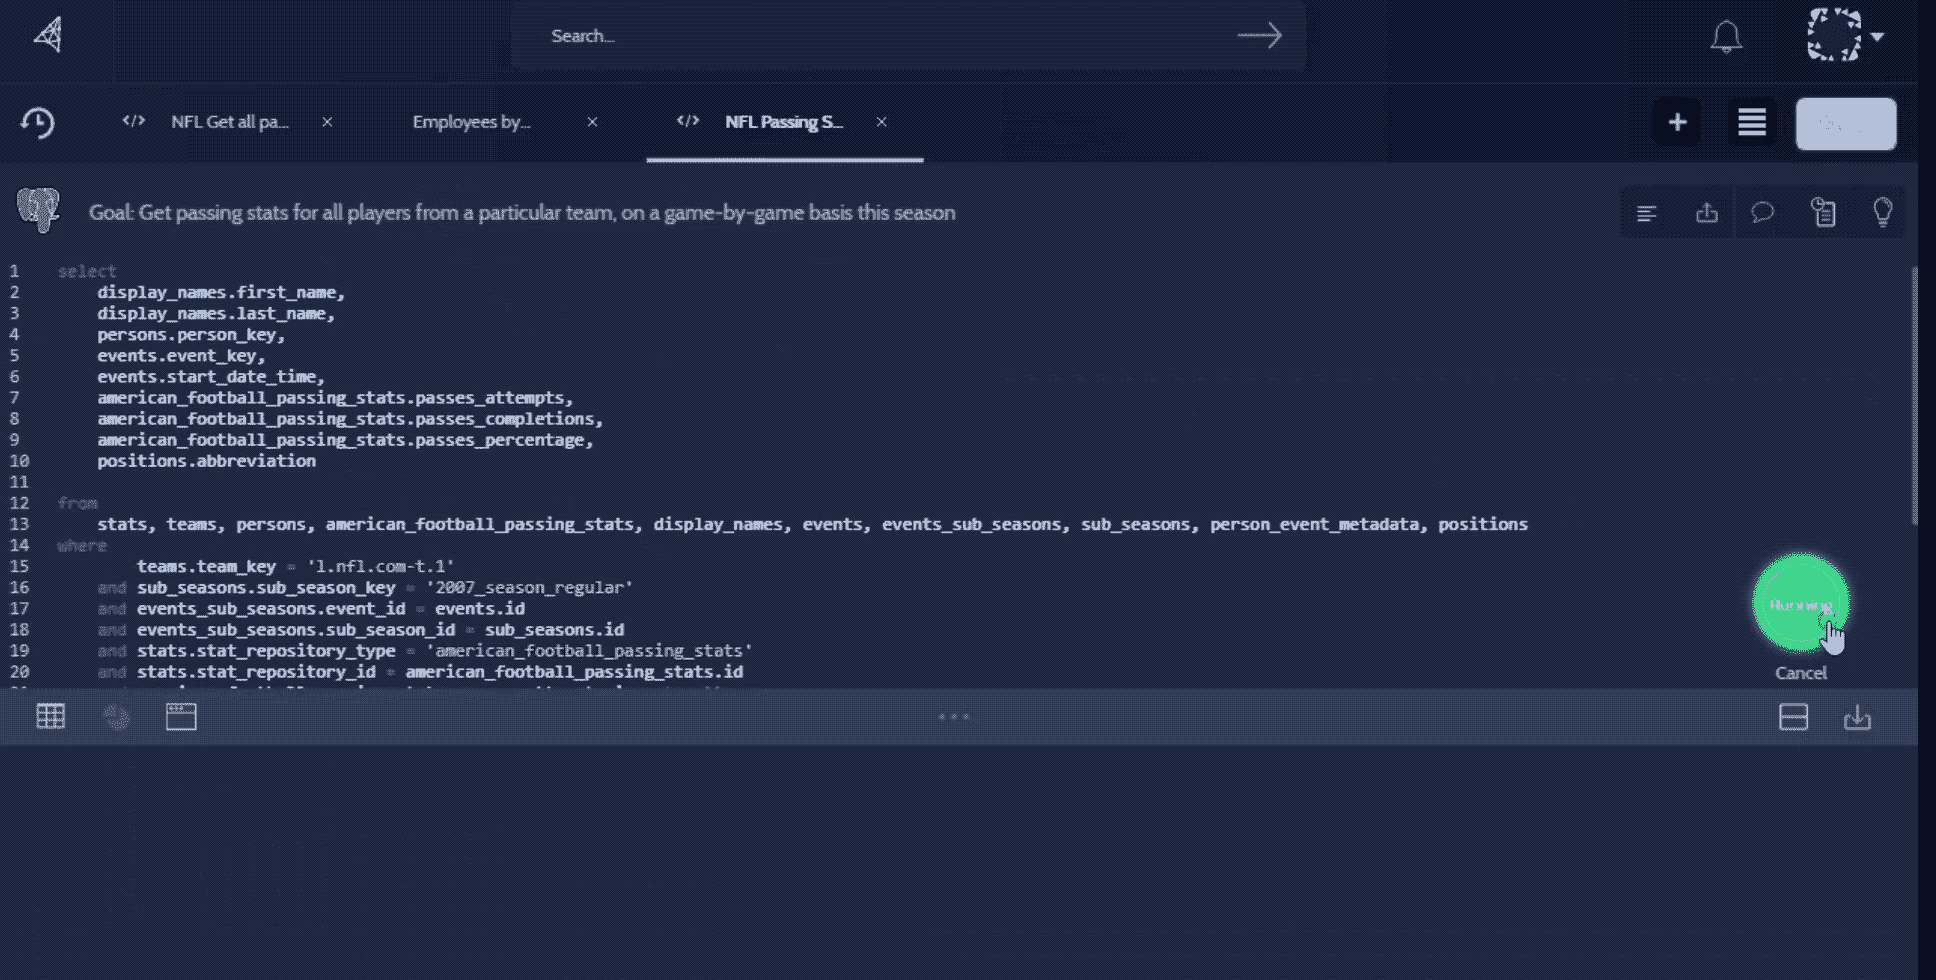 Search...
NFL Get all pa...
Employees by...
NFL Passing S...
Goal: Get passing stats for all players from a particular team, on a game-by-game basis this season
1 select
2 display_names.first_name,
3 display_names.last_name,
4 persons.person_key,
5 events.event_key,
6 events.start_date_time,
7 american_football_passing_stats.passes_attempts,
8 american_football_passing_stats.passes_completions,
9 american_football_passing_stats.passes_percentage,
10 positions.abbreviation
11
12 from
13 stats, teams, persons, american_football_passing_stats, display_names, events, events_sub_seasons, sub_seasons, person_event_metadata, positions
14 where
15 teams.team_key = 'l.nfl.com-t.1'
16 and sub_seasons.sub_season_key = '2007_season_regular'
17 and events_sub_seasons.event_id = events.id
18 and events_sub_seasons.sub_season_id = sub_seasons.id
19 and stats.stat_repository_type = 'american_football_passing_stats'
20 and stats.stat_repository_id = american_football_passing_stats.id
Running
Cancel